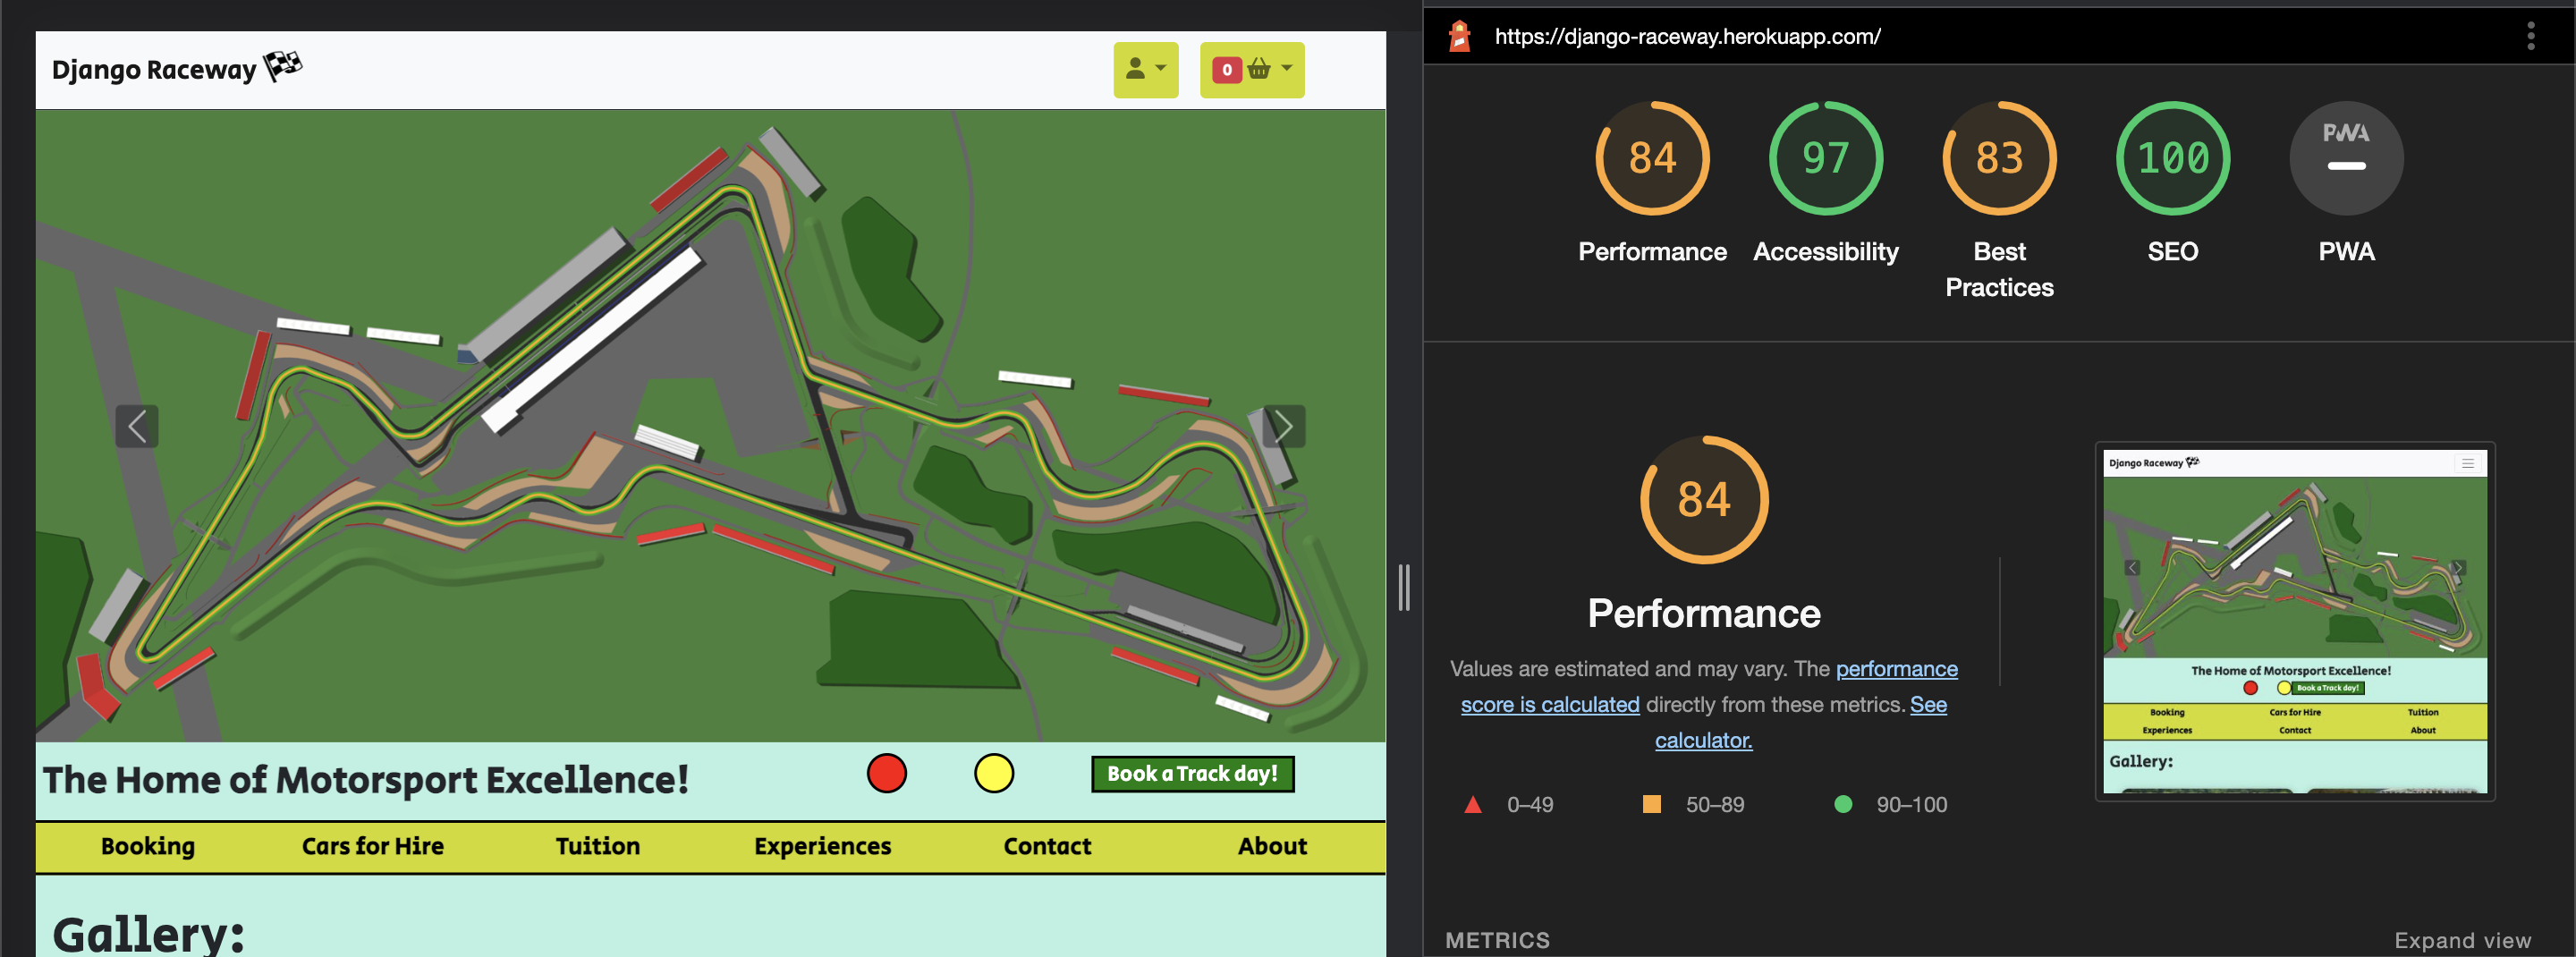 Django Raceway
0
The Home of Motorsport Excellence!
Book a Track day!
Booking Cars for Hire Tuition Experiences Contact About
Gallery:
https://django-raceway.herokuapp.com/
84 97 83 100 PWA
Performance Accessibility Best Practices SEO PWA
84
Performance
Values are estimated and may vary. The performance
score is calculated directly from these metrics. See
calculator.
0–49 50–89 90–100
Django Raceway
The Home of Motorsport Excellence!
Book a Track day!
Booking Cars for Hire Tuition
Experiences Contact About
Gallery:
METRICS
Expand view